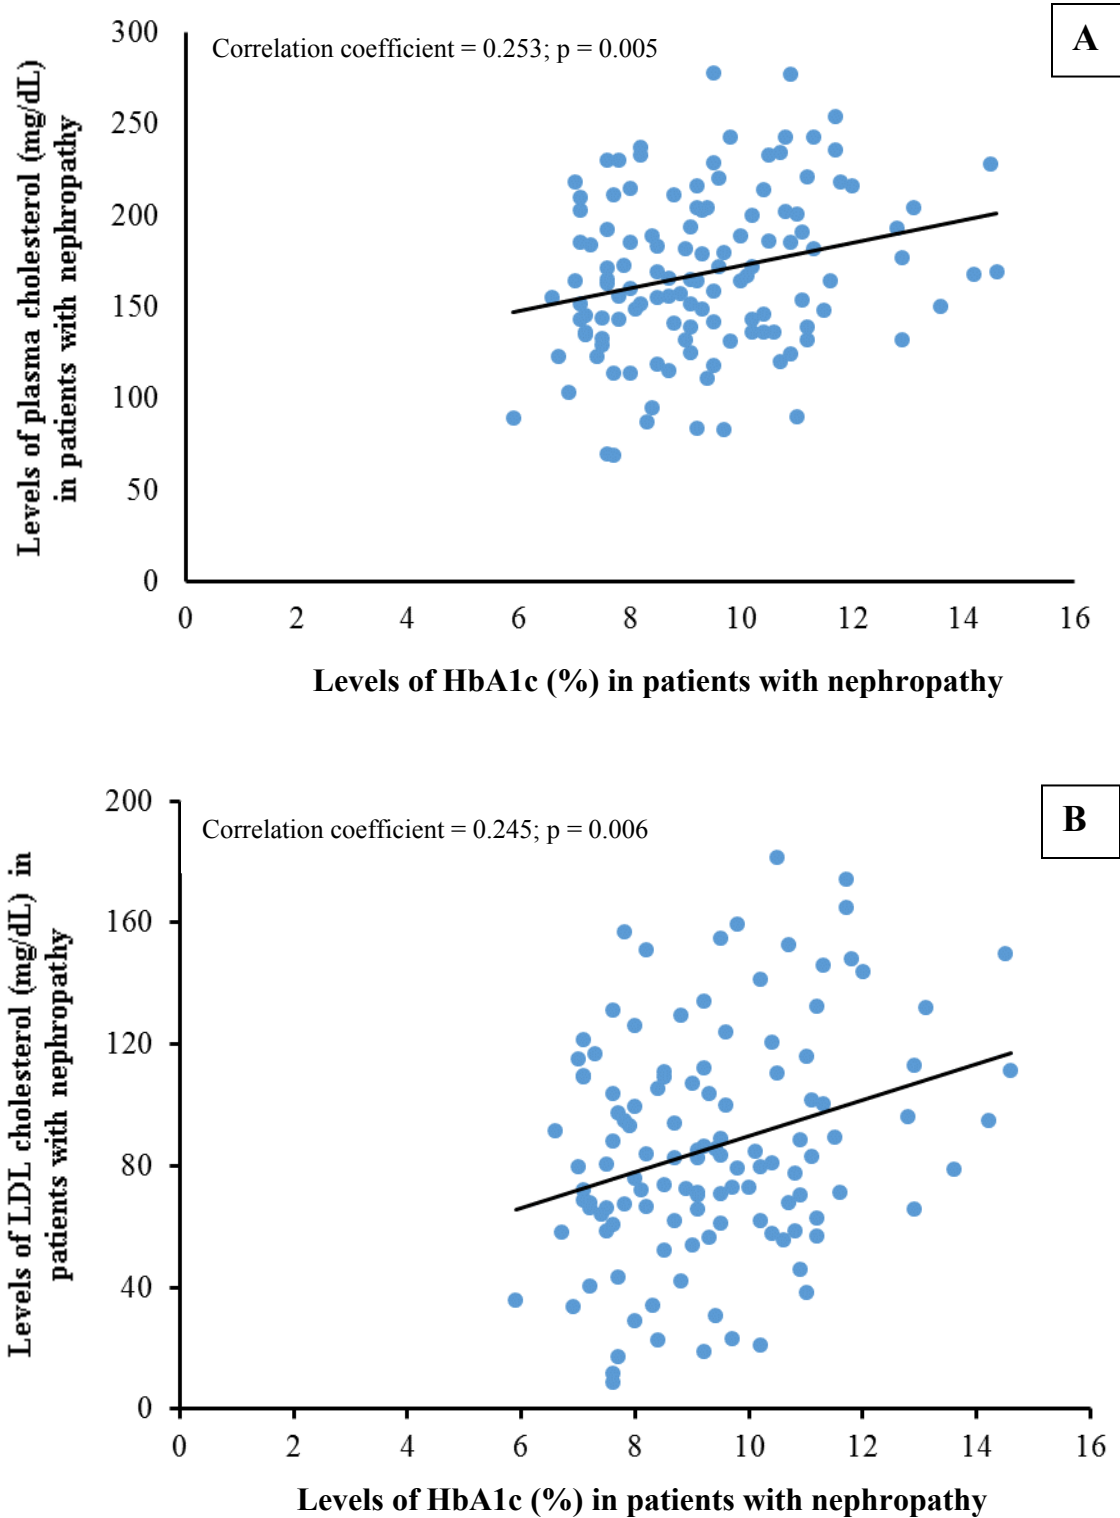 A
Correlation coefficient = 0.253; p = 0.005
Levels of plasma cholesterol (mg/dL)
in patients with nephropathy
300
250
200
150
100
50
0
0 2 4 6 8 10 12 14 16
Levels of HbA1c (%) in patients with nephropathy
B
Correlation coefficient = 0.245; p = 0.006
Levels of LDL cholesterol (mg/dL) in
patients with nephropathy
200
160
120
80
40
0
0 2 4 6 8 10 12 14 16
Levels of HbA1c (%) in patients with nephropathy